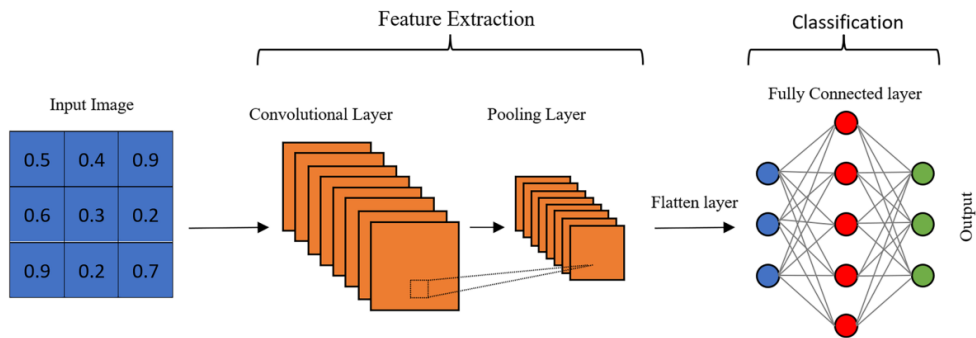 Feature Extraction
Classification
Input Image
Convolutional Layer
Pooling Layer
Fully Connected layer
0.5 0.4 0.9
0.6 0.3 0.2
0.9 0.2 0.7
Flatten layer
Output